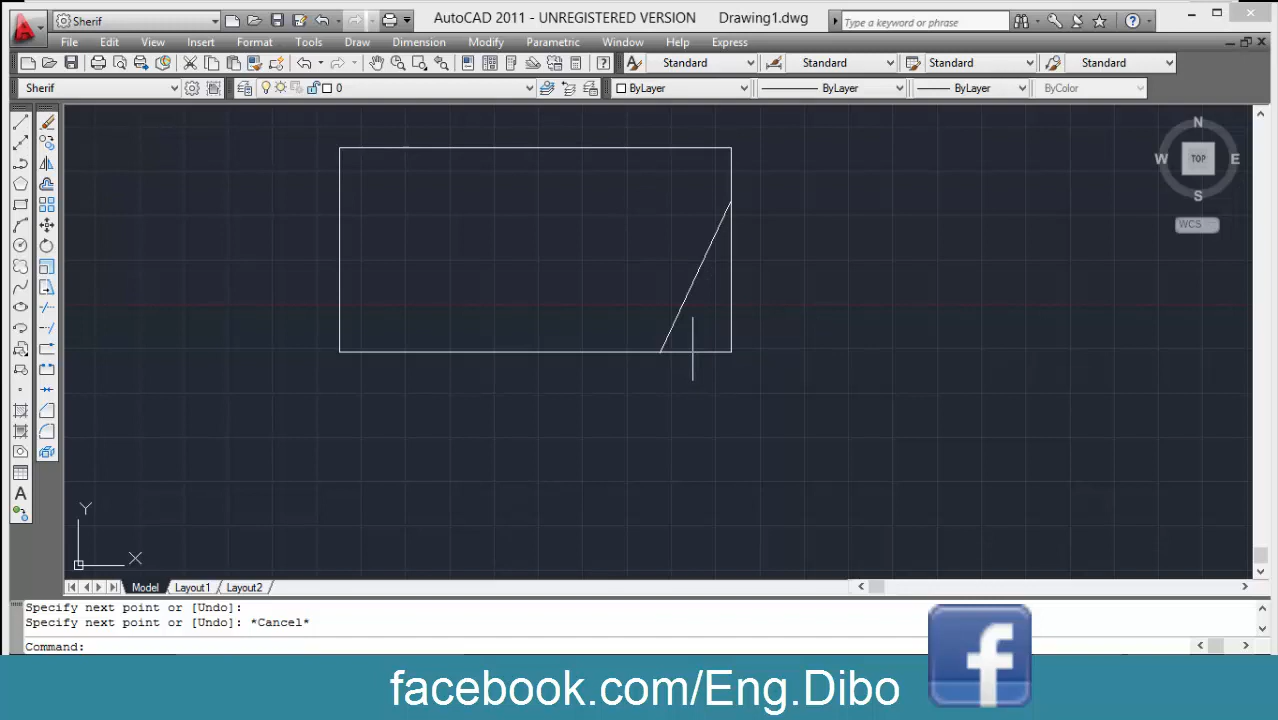 Sherif
AutoCAD 2011 - UNREGISTERED VERSION Drawing1.dwg
Type a keyword or phrase
File Edit View Insert Format Tools Draw Dimension Modify Parametric Window Help Express
Standard Standard Standard Standard
Sherif 0 ByLayer ByLayer ByLayer ByColor
N
W TOP E
S
WCS
A
Y
X
Model Layout1 Layout2
Specify next point or [Undo]:
Specify next point or [Undo]: *Cancel*
Command:
f
facebook.com/Eng.Dibo